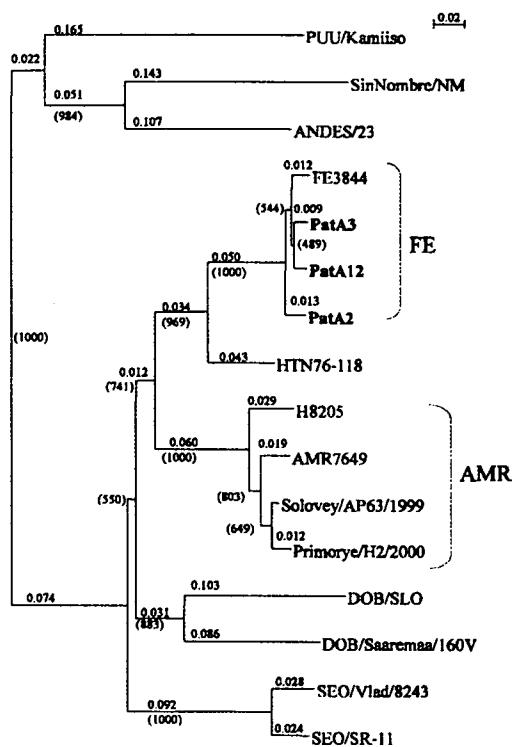 0.02
0.165
PUU/Kamiiso
0.022
0.143
SinNombre/NM
0.051
(984)
0.107
ANDES/23
0.012
FE3844
(544)
0.009
PatA3
(489)
FE
0.050
(1000)
PatA12
0.013
PatA2
0.034
(969)
(1000)
0.043
HTN76-118
0.012
(741)
0.029
H8205
0.060
(1000)
0.019
AMR7649
AMR
(803)
Solovey/AP63/1999
(550)
(649)
0.012
Primorye/H2/2000
0.103
DOB/SLO
0.074
0.031
(883)
0.086
DOB/Saaremaa/160V
0.028
SEO/Vlad/8243
0.092
(1000)
0.024
SEO/SR-11